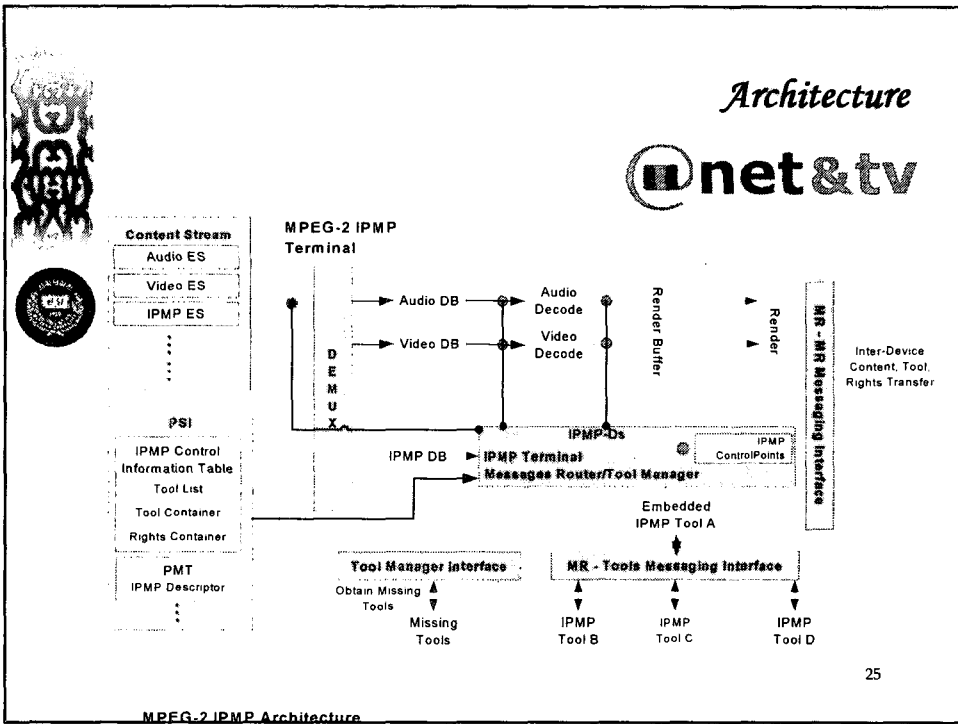 Architecture
net&tv
Content Stream
Audio ES
Video ES
IPMP ES
PSI
IPMP Control
Information Table
Tool List
Tool Container
Rights Container
PMT
IPMP Descriptor
MPEG-2 IPMP
Terminal
DEMUX
Audio DB
Audio
Decode
Video DB
Video
Decode
Render Buffer
Render
MR - MR Messaging Interface
Inter-Device
Content, Tool,
Rights Transfer
IPMP-Ds
IPMP DB
IPMP Terminal
Messages Router/Tool Manager
IPMP
ControlPoints
Embedded
IPMP Tool A
Tool Manager Interface
MR - Tools Messaging Interface
Obtain Missing
Tools
Missing
Tools
IPMP
Tool B
IPMP
Tool C
IPMP
Tool D
25
MPEG-2 IPMP Architecture